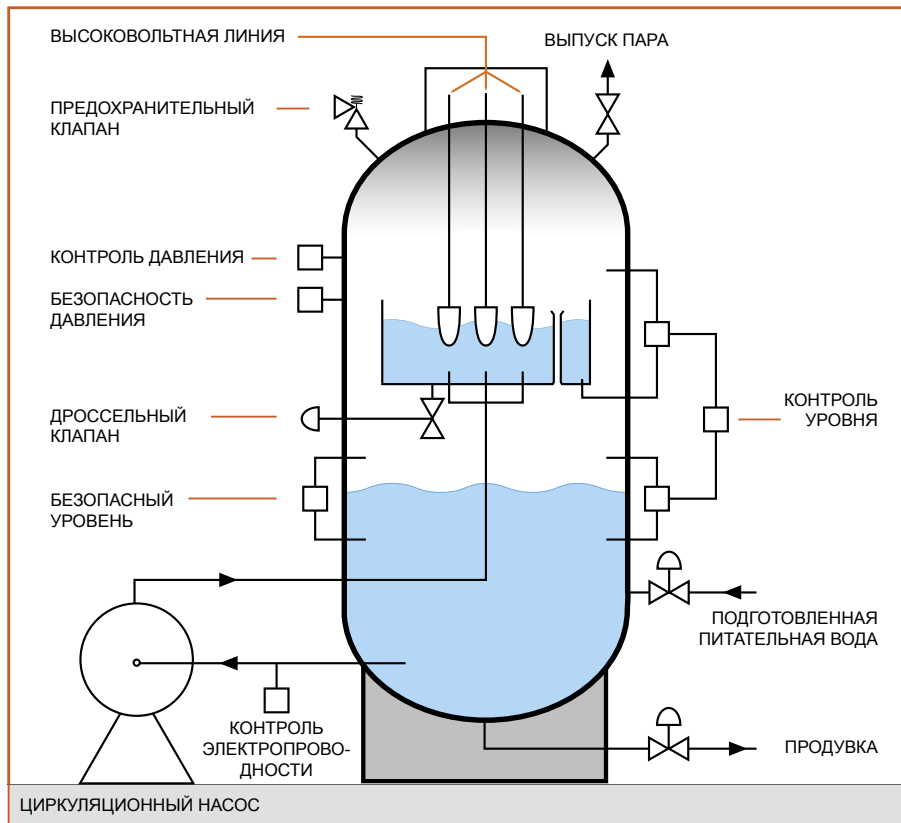 ВЫСОКОВОЛЬТНАЯ ЛИНИЯ
ВЫПУСК ПАРА
ПРЕДОХРАНИТЕЛЬНЫЙ
КЛАПАН
КОНТРОЛЬ ДАВЛЕНИЯ
БЕЗОПАСНОСТЬ
ДАВЛЕНИЯ
ДРОССЕЛЬНЫЙ
КЛАПАН
КОНТРОЛЬ
УРОВНЯ
БЕЗОПАСНЫЙ
УРОВЕНЬ
ПОДГОТОВЛЕННАЯ
ПИТАТЕЛЬНАЯ ВОДА
КОНТРОЛЬ
ЭЛЕКТРОПРОВО-
ДНОСТИ
ПРОДУВКА
ЦИРКУЛЯЦИОННЫЙ НАСОС